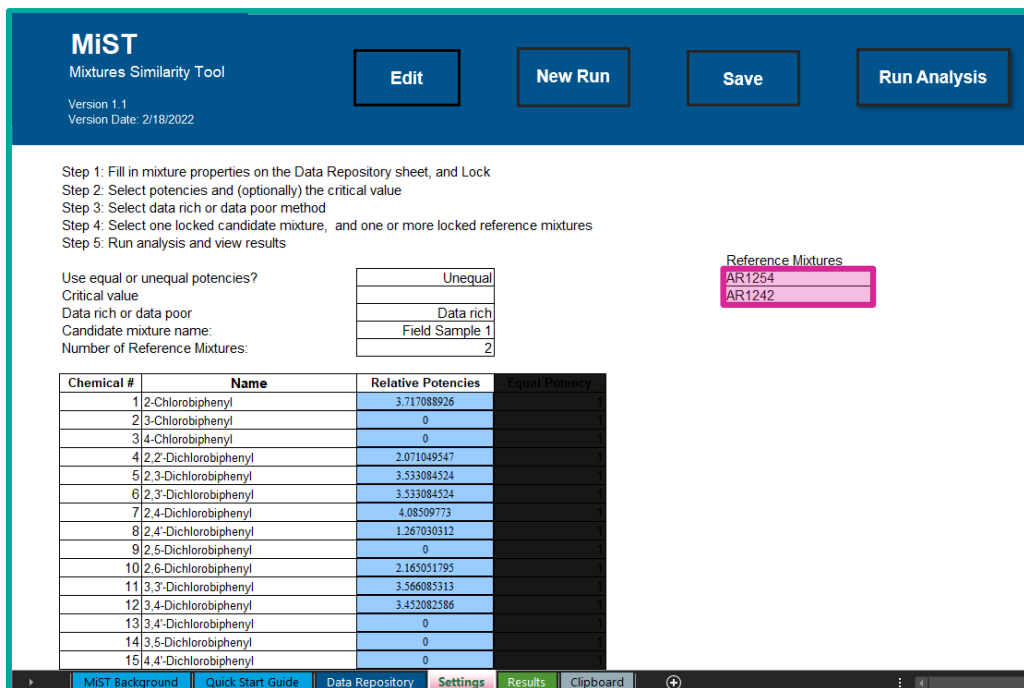 MiST
Mixtures Similarity Tool
Version 1.1
Version Date: 2/18/2022
Edit
New Run
Save
Run Analysis
Step 1: Fill in mixture properties on the Data Repository sheet, and Lock
Step 2: Select potencies and (optionally) the critical value
Step 3: Select data rich or data poor method
Step 4: Select one locked candidate mixture, and one or more locked reference mixtures
Step 5: Run analysis and view results
Reference Mixtures
AR1254
AR1242
Use equal or unequal potencies? Unequal
Critical value
Data rich or data poor Data rich
Candidate mixture name: Field Sample 1
Number of Reference Mixtures: 2
Chemical # Name Relative Potencies Equal Potency
1 2-Chlorobiphenyl 3.717088926 1
2 3-Chlorobiphenyl 0 1
3 4-Chlorobiphenyl 0 1
4 2,2'-Dichlorobiphenyl 2.071049547 1
5 2,3-Dichlorobiphenyl 3.533084524 1
6 2,3'-Dichlorobiphenyl 3.533084524 1
7 2,4-Dichlorobiphenyl 4.08509773 1
8 2,4'-Dichlorobiphenyl 1.267030312 1
9 2,5-Dichlorobiphenyl 0 1
10 2,6-Dichlorobiphenyl 2.165051795 1
11 3,3'-Dichlorobiphenyl 3.566085313 1
12 3,4-Dichlorobiphenyl 3.452082586 1
13 3,4'-Dichlorobiphenyl 0 1
14 3,5-Dichlorobiphenyl 0 1
15 4,4'-Dichlorobiphenyl 0 1
MiST Background Quick Start Guide Data Repository Settings Results Clipboard